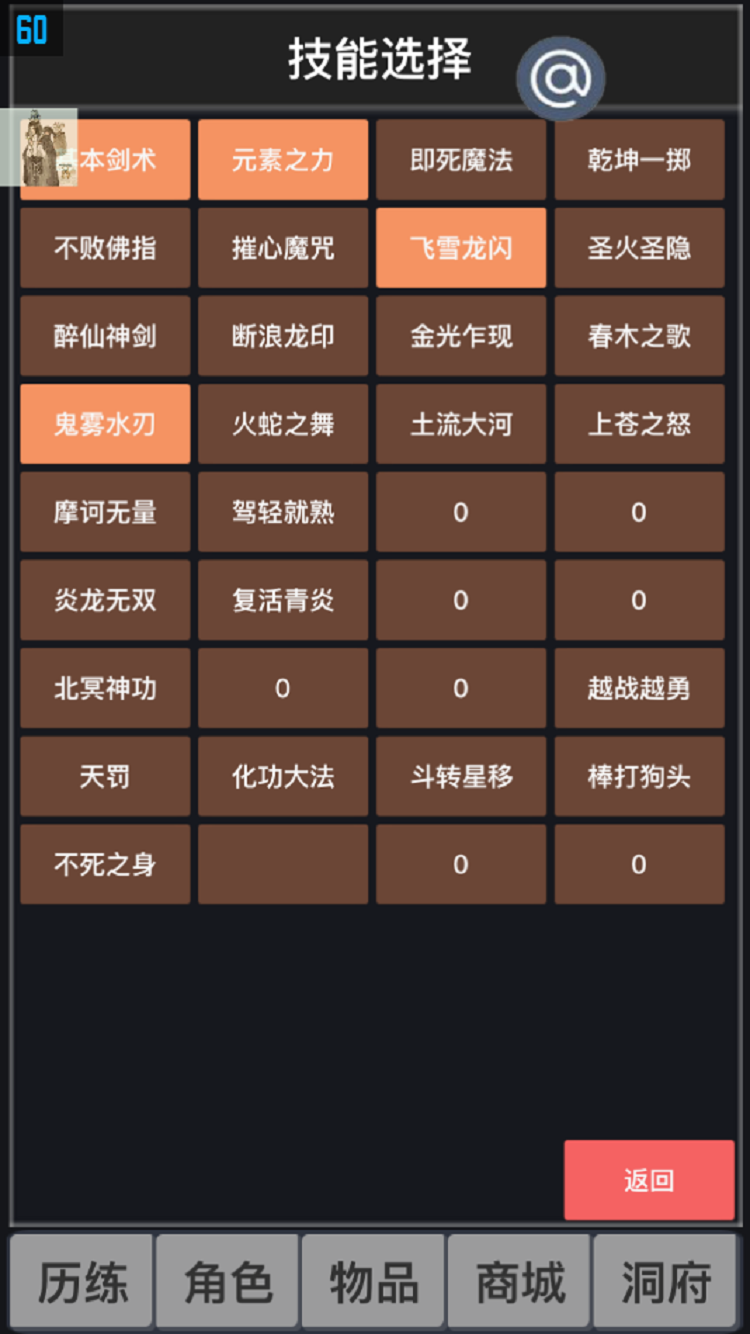 60
技能选择
@
本剑术 元素之力 即死魔法 乾坤一掷
不败佛指 摧心魔咒 飞雪龙闪 圣火圣隐
醉仙神剑 断浪龙印 金光乍现 春木之歌
鬼雾水刃 火蛇之舞 土流大河 上苍之怒
摩诃无量 驾轻就熟 0 0
炎龙无双 复活青炎 0 0
北冥神功 0 0 越战越勇
天罚 化功大法 斗转星移 棒打狗头
不死之身 0 0
返回
历练 角色 物品 商城 洞府